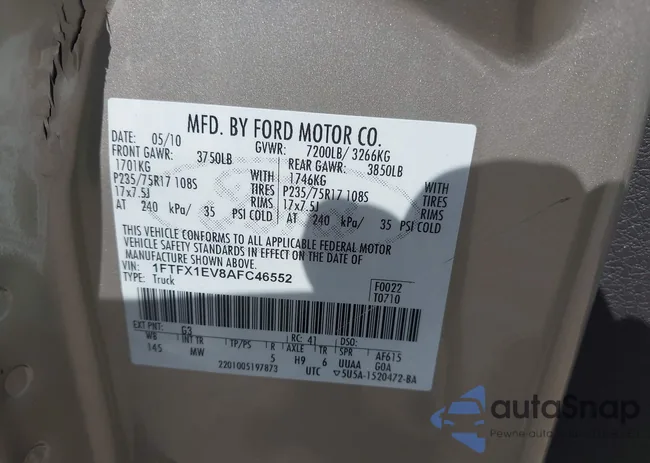 MFD. BY FORD MOTOR CO.
DATE: 05/10 GVWR: 7200LB/ 3266KG
FRONT GAWR: 3750LB REAR GAWR: 3850LB
1701KG WITH 1746KG WITH
P235/75R17 108S TIRES P235/75R17 108S TIRES
17x7.5J RIMS 17x7.5J RIMS
AT 240 kPa/ 35 PSI COLD AT 240 kPa/ 35 PSI COLD
THIS VEHICLE CONFORMS TO ALL APPLICABLE FEDERAL MOTOR
VEHICLE SAFETY STANDARDS IN EFFECT ON THE DATE OF
MANUFACTURE SHOWN ABOVE.
VIN: 1FTFX1EV8AFC46552
TYPE: Truck
F0022
T0710
EXT PNT: G3 RC: 41 DSO:
WB INT TR TP/PS R AXLE TR SPR AF615
145 MW 5 H9 6 UUAA GOA
2201005197873 UTC 5U5A-1520472-BA
autoSnap